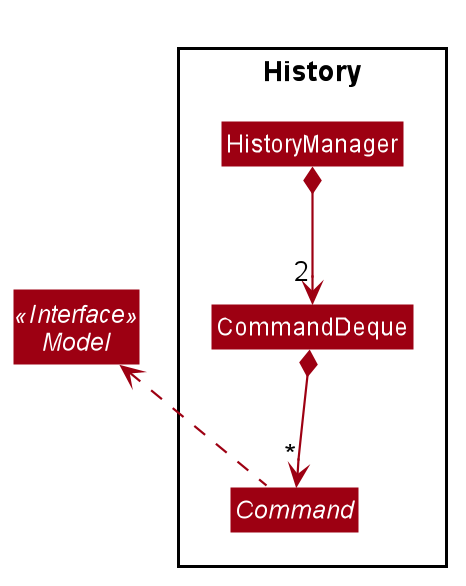 History
HistoryManager
2
«Interface»
Model
CommandDeque
*
Command